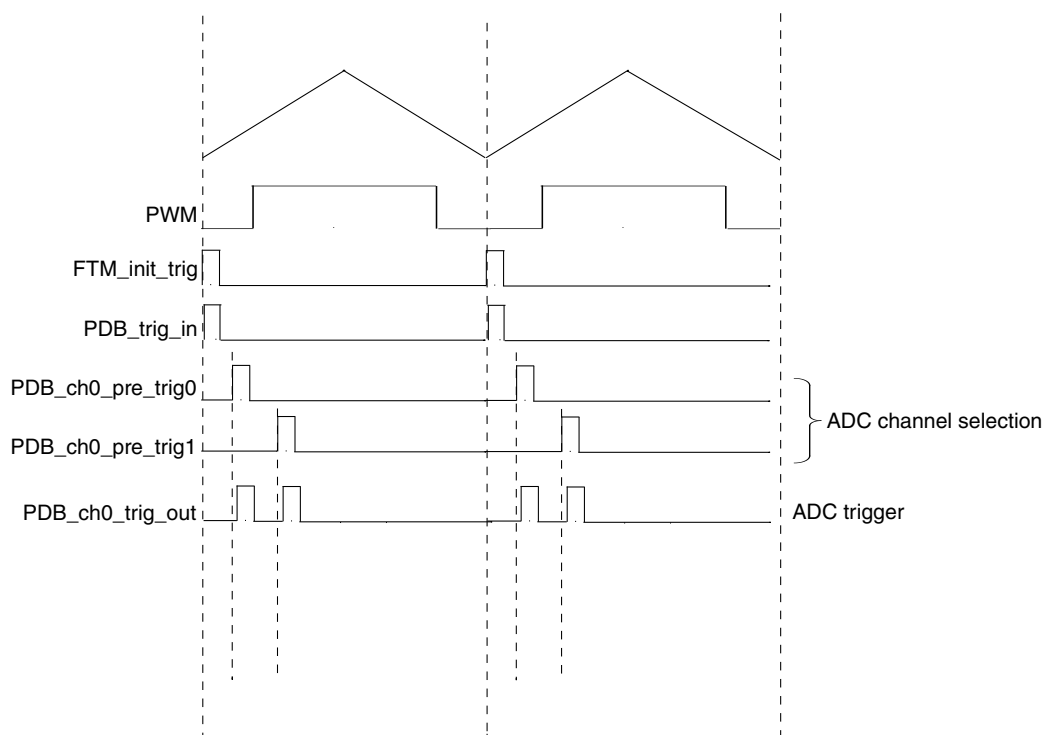 PWM
FTM_init_trig
PDB_trig_in
PDB_ch0_pre_trig0
ADC channel selection
PDB_ch0_pre_trig1
PDB_ch0_trig_out
ADC trigger